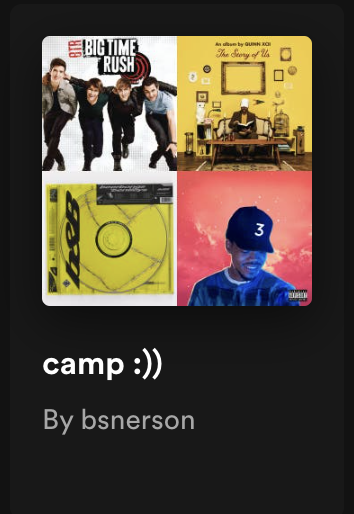 BTR
BIG TIME
RUSH
An album by QUINN XCII
The Story of Us
b&b
3
camp :))
By bsnerson